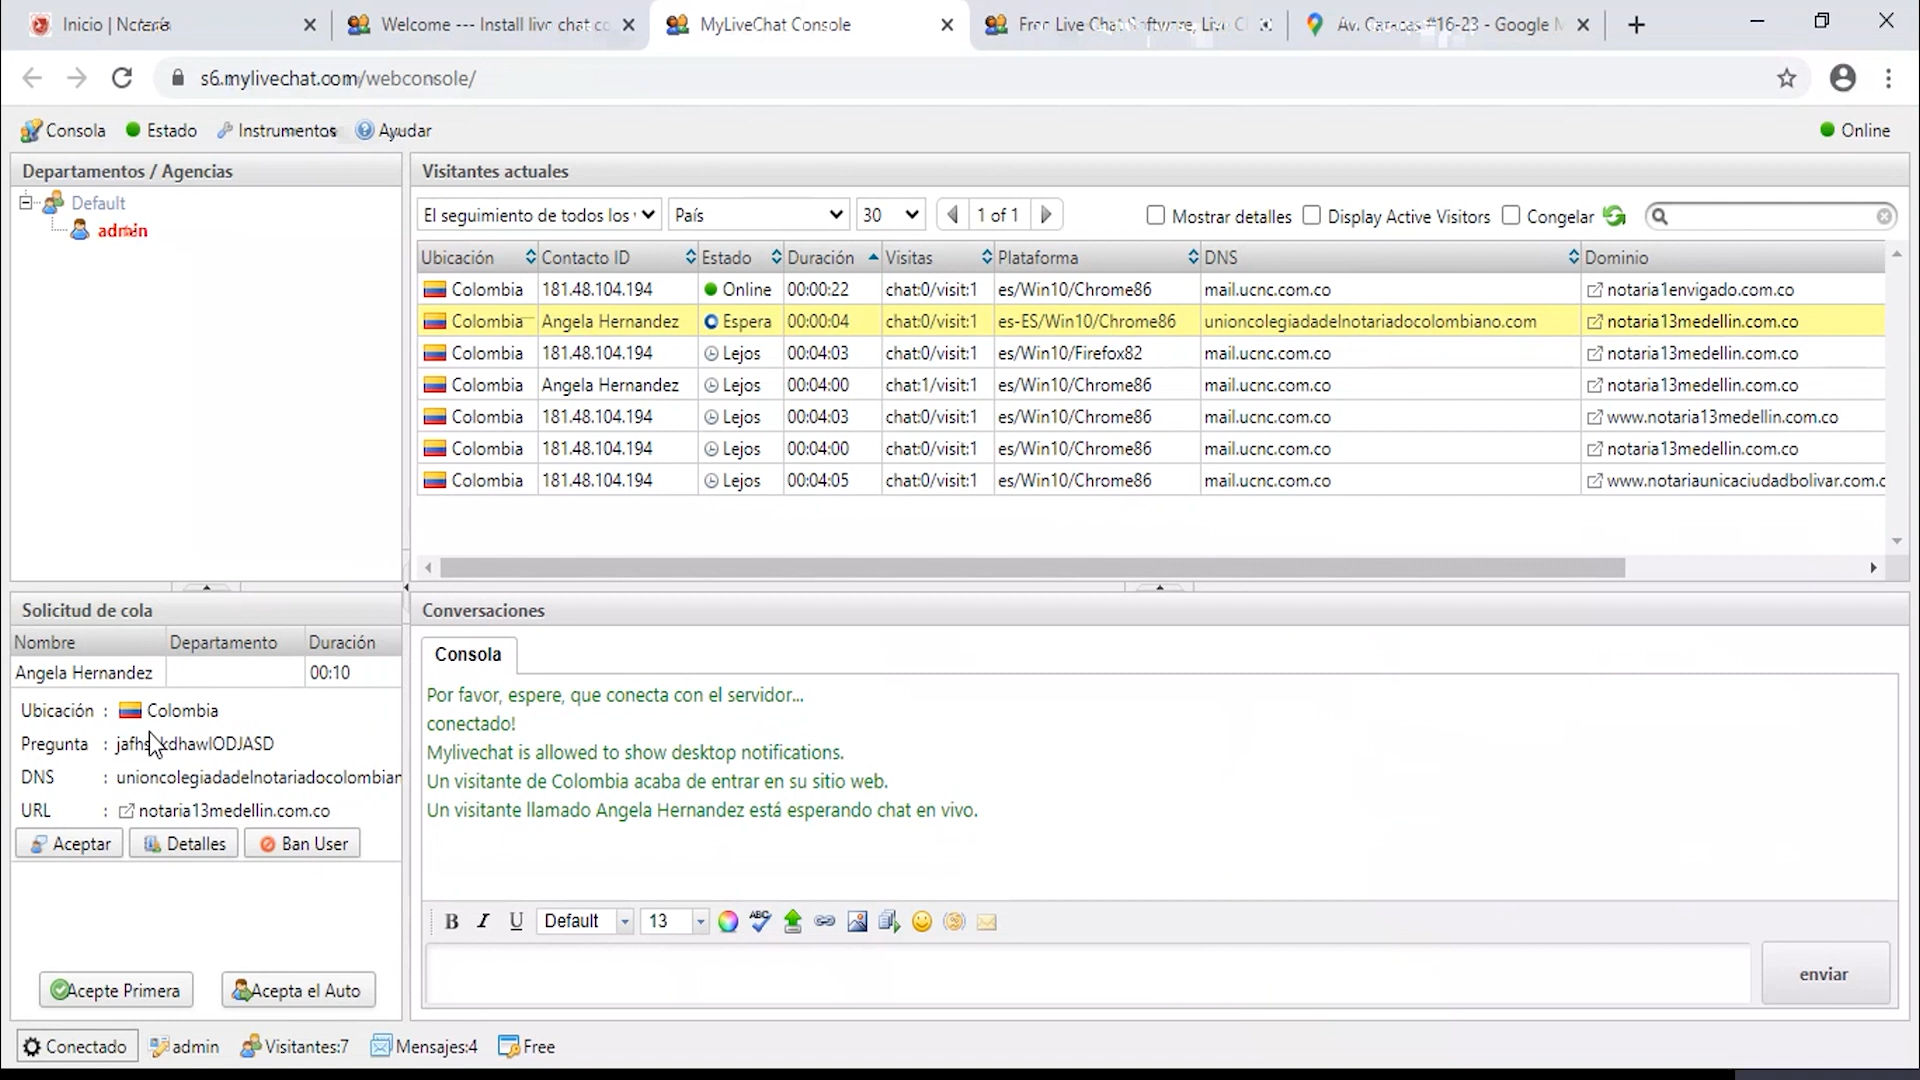 Inicio | Notaría
Welcome --- Install live chat co
MyLiveChat Console
Free Live Chat Software, Live C
Av. Caracas #16-23 - Google M
s6.mylivechat.com/webconsole/
Consola Estado Instrumentos Ayudar Online
Departamentos / Agencias
Default
admin
Visitantes actuales
El seguimiento de todos los País 30 1 of 1 Mostrar detalles Display Active Visitors Congelar
Ubicación Contacto ID Estado Duración Visitas Plataforma DNS Dominio
Colombia 181.48.104.194 Online 00:00:22 chat:0/visit:1 es/Win10/Chrome86 mail.ucnc.com.co notaria1envigado.com.co
Colombia Angela Hernandez Espera 00:00:04 chat:0/visit:1 es-ES/Win10/Chrome86 unioncolegiadadelnotariadocolombiano.com notaria13medellin.com.co
Colombia 181.48.104.194 Lejos 00:04:03 chat:0/visit:1 es/Win10/Firefox82 mail.ucnc.com.co notaria13medellin.com.co
Colombia Angela Hernandez Lejos 00:04:00 chat:1/visit:1 es/Win10/Chrome86 mail.ucnc.com.co notaria13medellin.com.co
Colombia 181.48.104.194 Lejos 00:04:03 chat:0/visit:1 es/Win10/Chrome86 mail.ucnc.com.co www.notaria13medellin.com.co
Colombia 181.48.104.194 Lejos 00:04:00 chat:0/visit:1 es/Win10/Chrome86 mail.ucnc.com.co notaria13medellin.com.co
Colombia 181.48.104.194 Lejos 00:04:05 chat:0/visit:1 es/Win10/Chrome86 mail.ucnc.com.co www.notariaunicaciudadbolivar.com.c
Solicitud de cola
Nombre Departamento Duración
Angela Hernandez 00:10
Ubicación : Colombia
Pregunta :
DNS : unioncolegiadadelnotariadocolombian
URL : notaria13medellin.com.co
Aceptar Detalles Ban User
Acepte Primera Acepta el Auto
Conversaciones
Consola
Por favor, espere, que conecta con el servidor...
conectado!
Mylivechat is allowed to show desktop notifications.
Un visitante de Colombia acaba de entrar en su sitio web.
Un visitante llamado Angela Hernandez está esperando chat en vivo.
B I U Default 13 ABC
enviar
Conectado admin Visitantes:7 Mensajes:4 Free